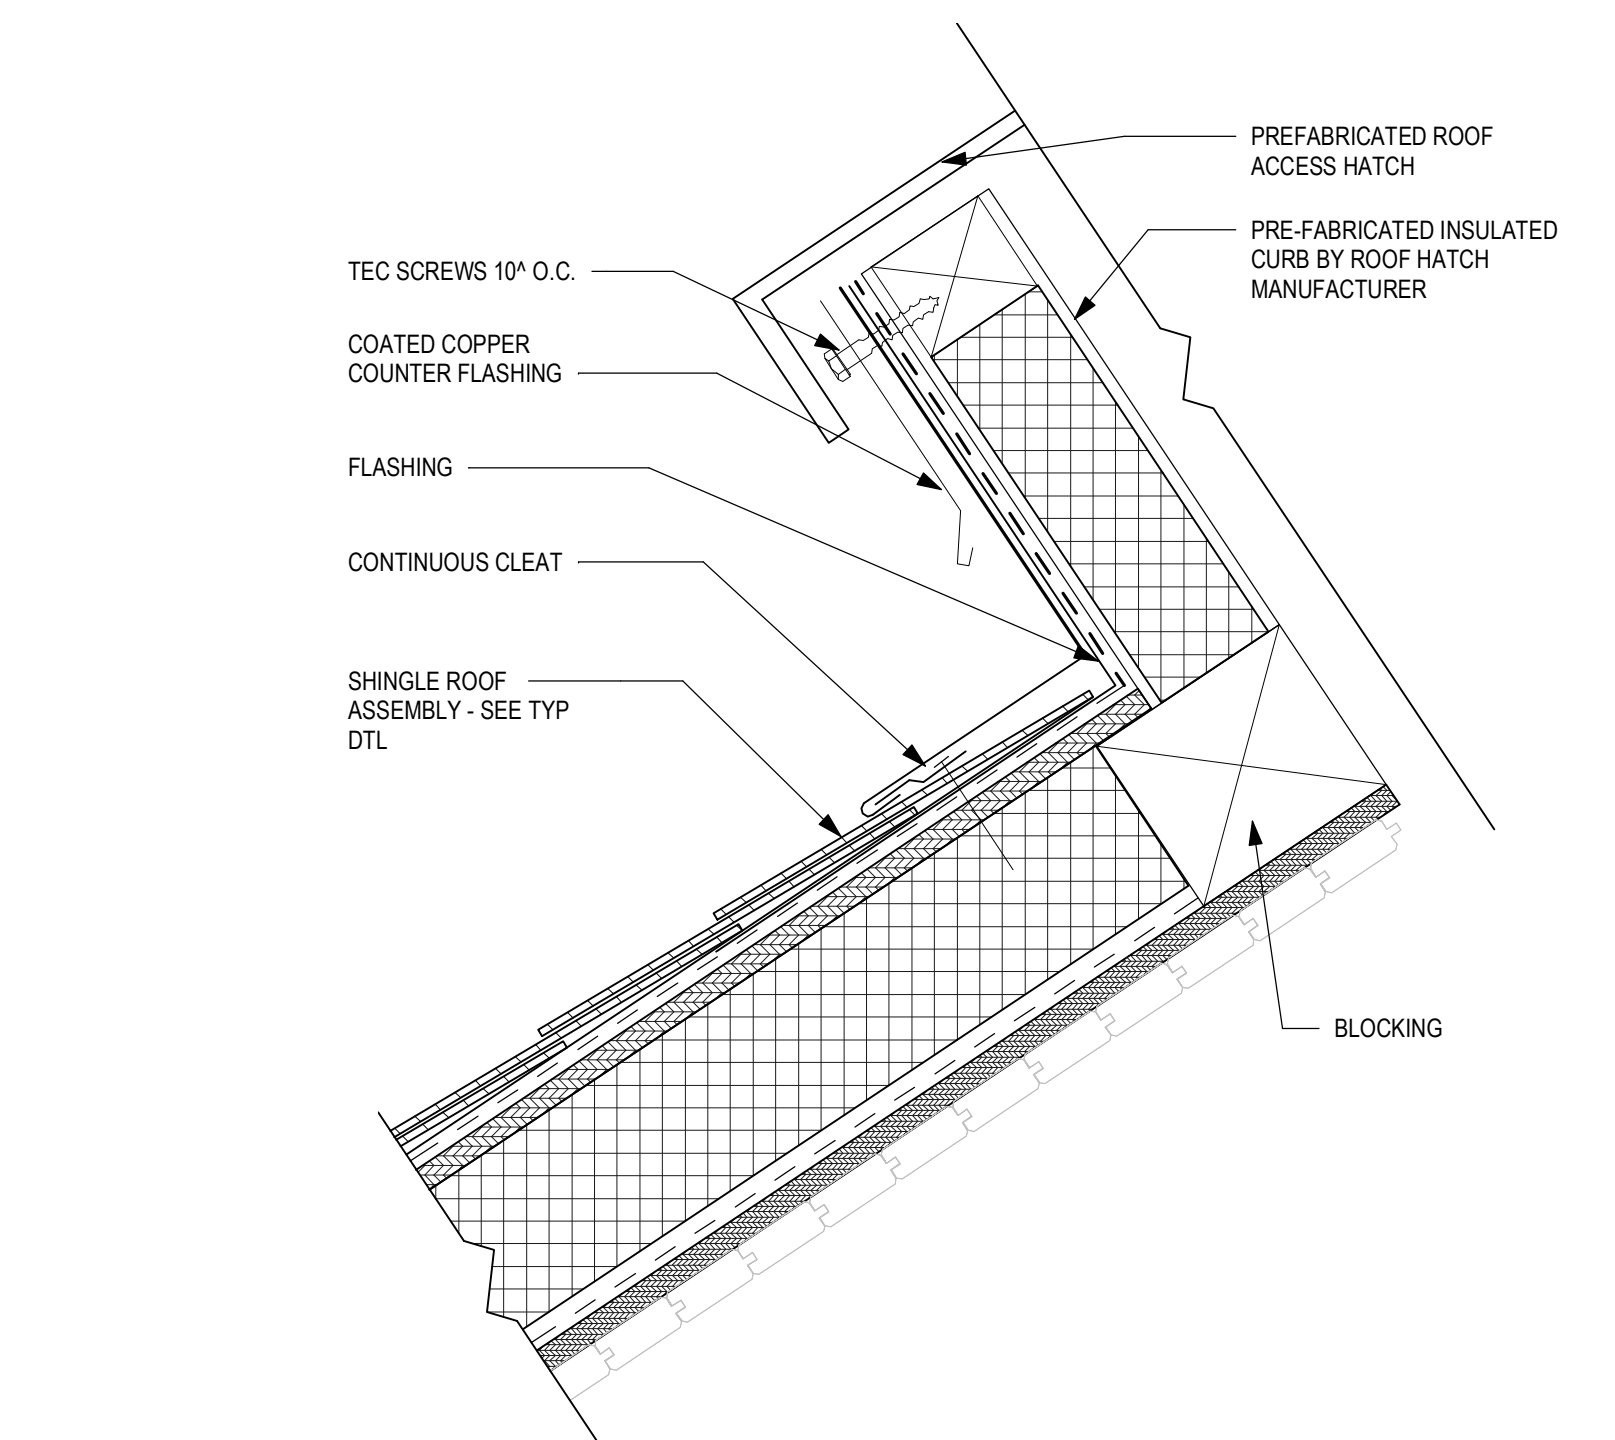 PREFABRICATED ROOF
ACCESS HATCH
PRE-FABRICATED INSULATED
CURB BY ROOF HATCH
MANUFACTURER
TEC SCREWS 10^ O.C.
COATED COPPER
COUNTER FLASHING
FLASHING
CONTINUOUS CLEAT
SHINGLE ROOF
ASSEMBLY - SEE TYP
DTL
BLOCKING